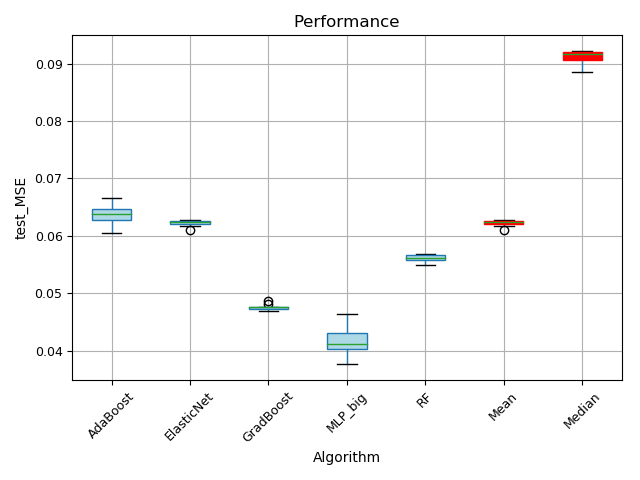 Performance
test_MSE
0.09
0.08
0.07
0.06
0.05
0.04
AdaBoost
ElasticNet
GradBoost
MLP_big
RF
Mean
Median
Algorithm